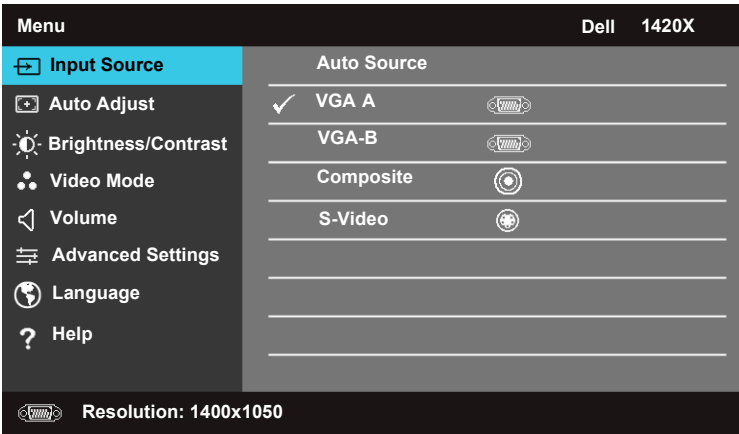 Menu
Dell 1420X
Input Source
Auto Adjust
Brightness/Contrast
Video Mode
Volume
Advanced Settings
Language
Help
Auto Source
VGA A
VGA-B
Composite
S-Video
Resolution: 1400x1050